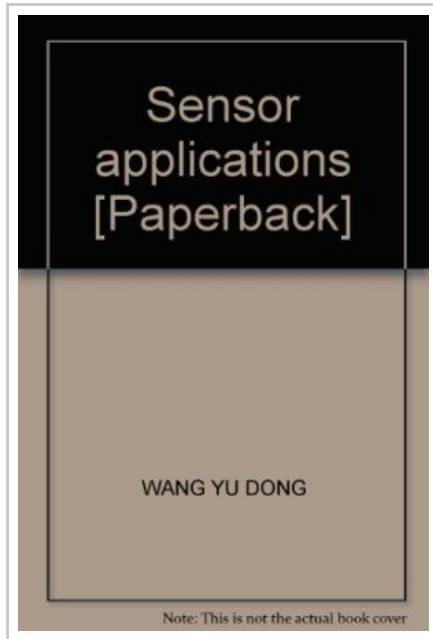 Sensor
applications
[Paperback]
WANG YU DONG
Note: This is not the actual book cover